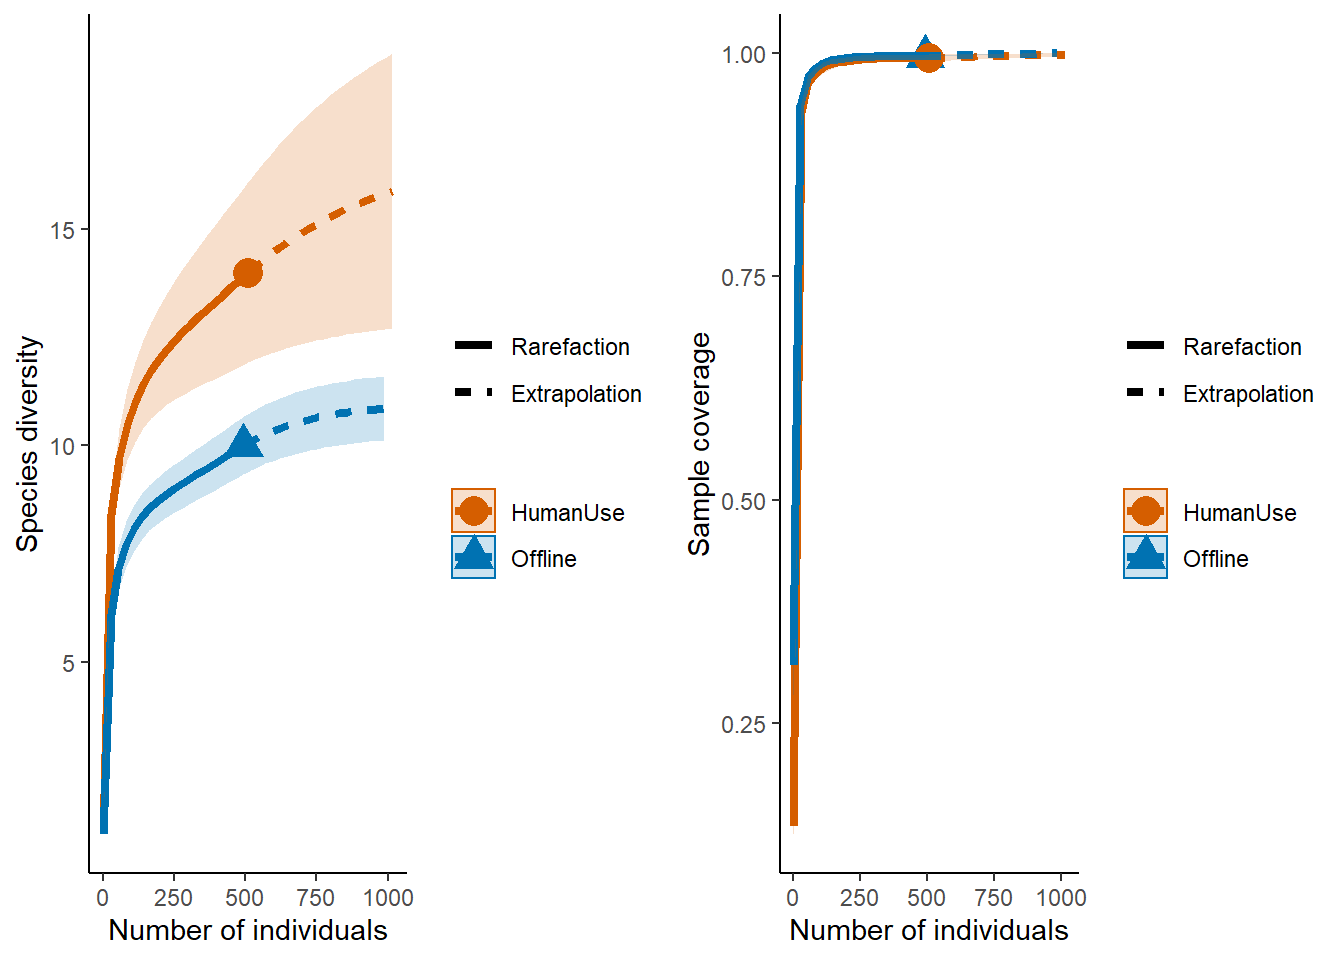 Species diversity
15
10
5
0 250 500 750 1000
Number of individuals
Rarefaction
Extrapolation
HumanUse
Offline
Sample coverage
1.00
0.75
0.50
0.25
0 250 500 750 1000
Number of individuals
Rarefaction
Extrapolation
HumanUse
Offline